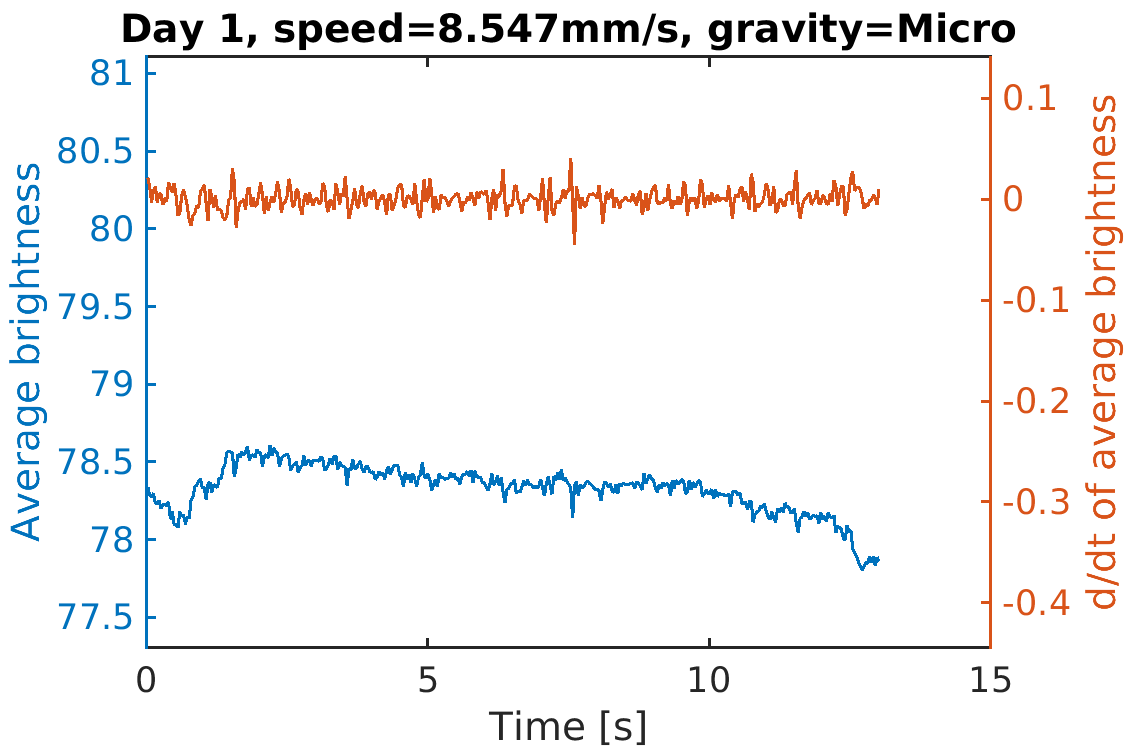 Day 1, speed=8.547mm/s, gravity=Micro
Average brightness
81
80.5
80
79.5
79
78.5
78
77.5
0.1
0
-0.1
-0.2
-0.3
-0.4
d/dt of average brightness
0 5 10 15
Time [s]